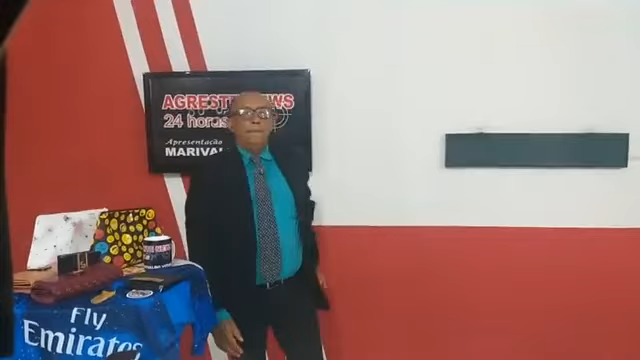 AGRESTE NEWS
24 horas
Apresentação
MARIVAL
Fly
Emirates